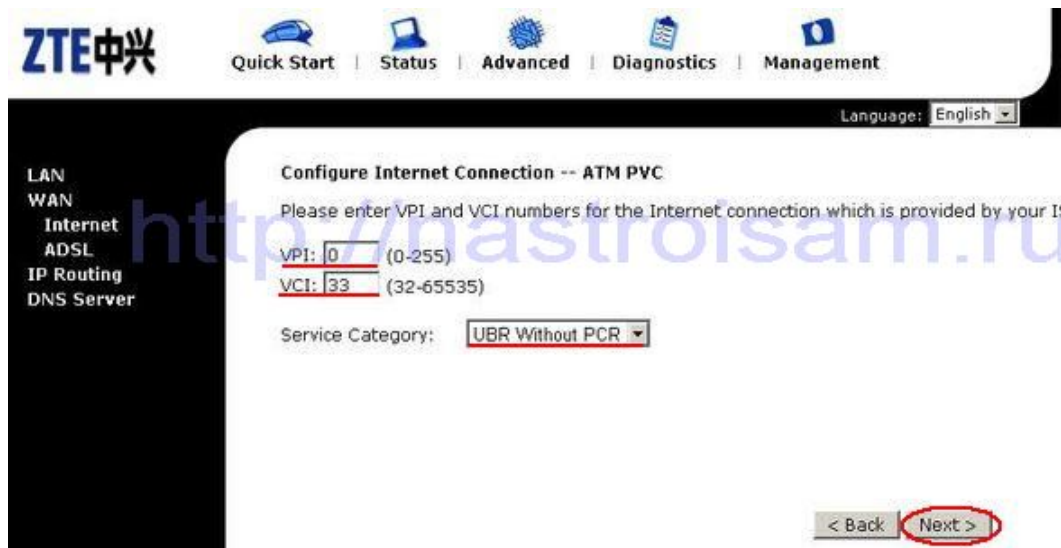 ZTE中兴
Quick Start | Status | Advanced | Diagnostics | Management
Language: English
LAN
WAN
Internet
ADSL
IP Routing
DNS Server
Configure Internet Connection -- ATM PVC
Please enter VPI and VCI numbers for the Internet connection which is provided by your
http://nastroisam.ru
VPI: 0 (0-255)
VCI: 33 (32-65535)
Service Category: UBR Without PCR
< Back Next >